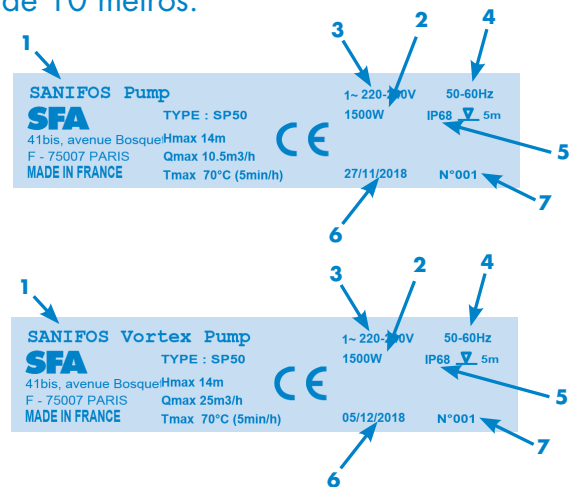 de 10 metros.
1 3 2 4
SANIFOS Pump
1~ 220-240V 50-60Hz
SFA TYPE : SP50 1500W IP68 5m
41bis, avenue Bosquet Hmax 14m CE
F - 75007 PARIS Qmax 10.5m3/h
MADE IN FRANCE Tmax 70°C (5min/h) 27/11/2018 N°001
5
6 7
1 3 2 4
SANIFOS Vortex Pump
1~ 220-240V 50-60Hz
SFA TYPE : SP50 1500W IP68 5m
41bis, avenue Bosquet Hmax 14m CE
F - 75007 PARIS Qmax 25m3/h
MADE IN FRANCE Tmax 70°C (5min/h) 05/12/2018 N°001
5
6 7